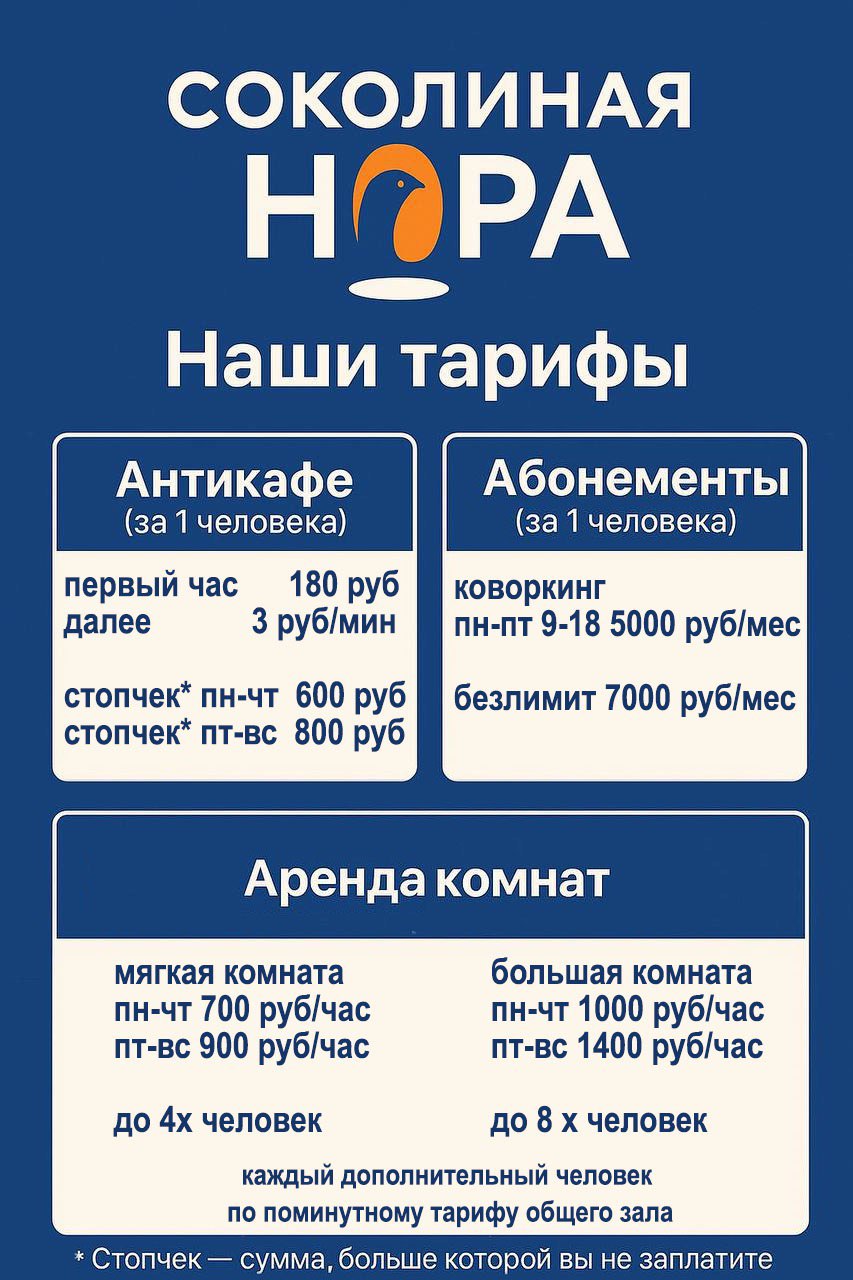 СОКОЛИНАЯ
НОРА
Наши тарифы
Антикафе
(за 1 человека)
первый час 180 руб
далее 3 руб/мин
стопчек* пн-чт 600 руб
стопчек* пт-вс 800 руб
Абонементы
(за 1 человека)
коворкинг
пн-пт 9-18 5000 руб/мес
безлимит 7000 руб/мес
Аренда комнат
мягкая комната
пн-чт 700 руб/час
пт-вс 900 руб/час
до 4х человек
большая комната
пн-чт 1000 руб/час
пт-вс 1400 руб/час
до 8 х человек
каждый дополнительный человек
по поминутному тарифу общего зала
* Стопчек — сумма, больше которой вы не заплатите